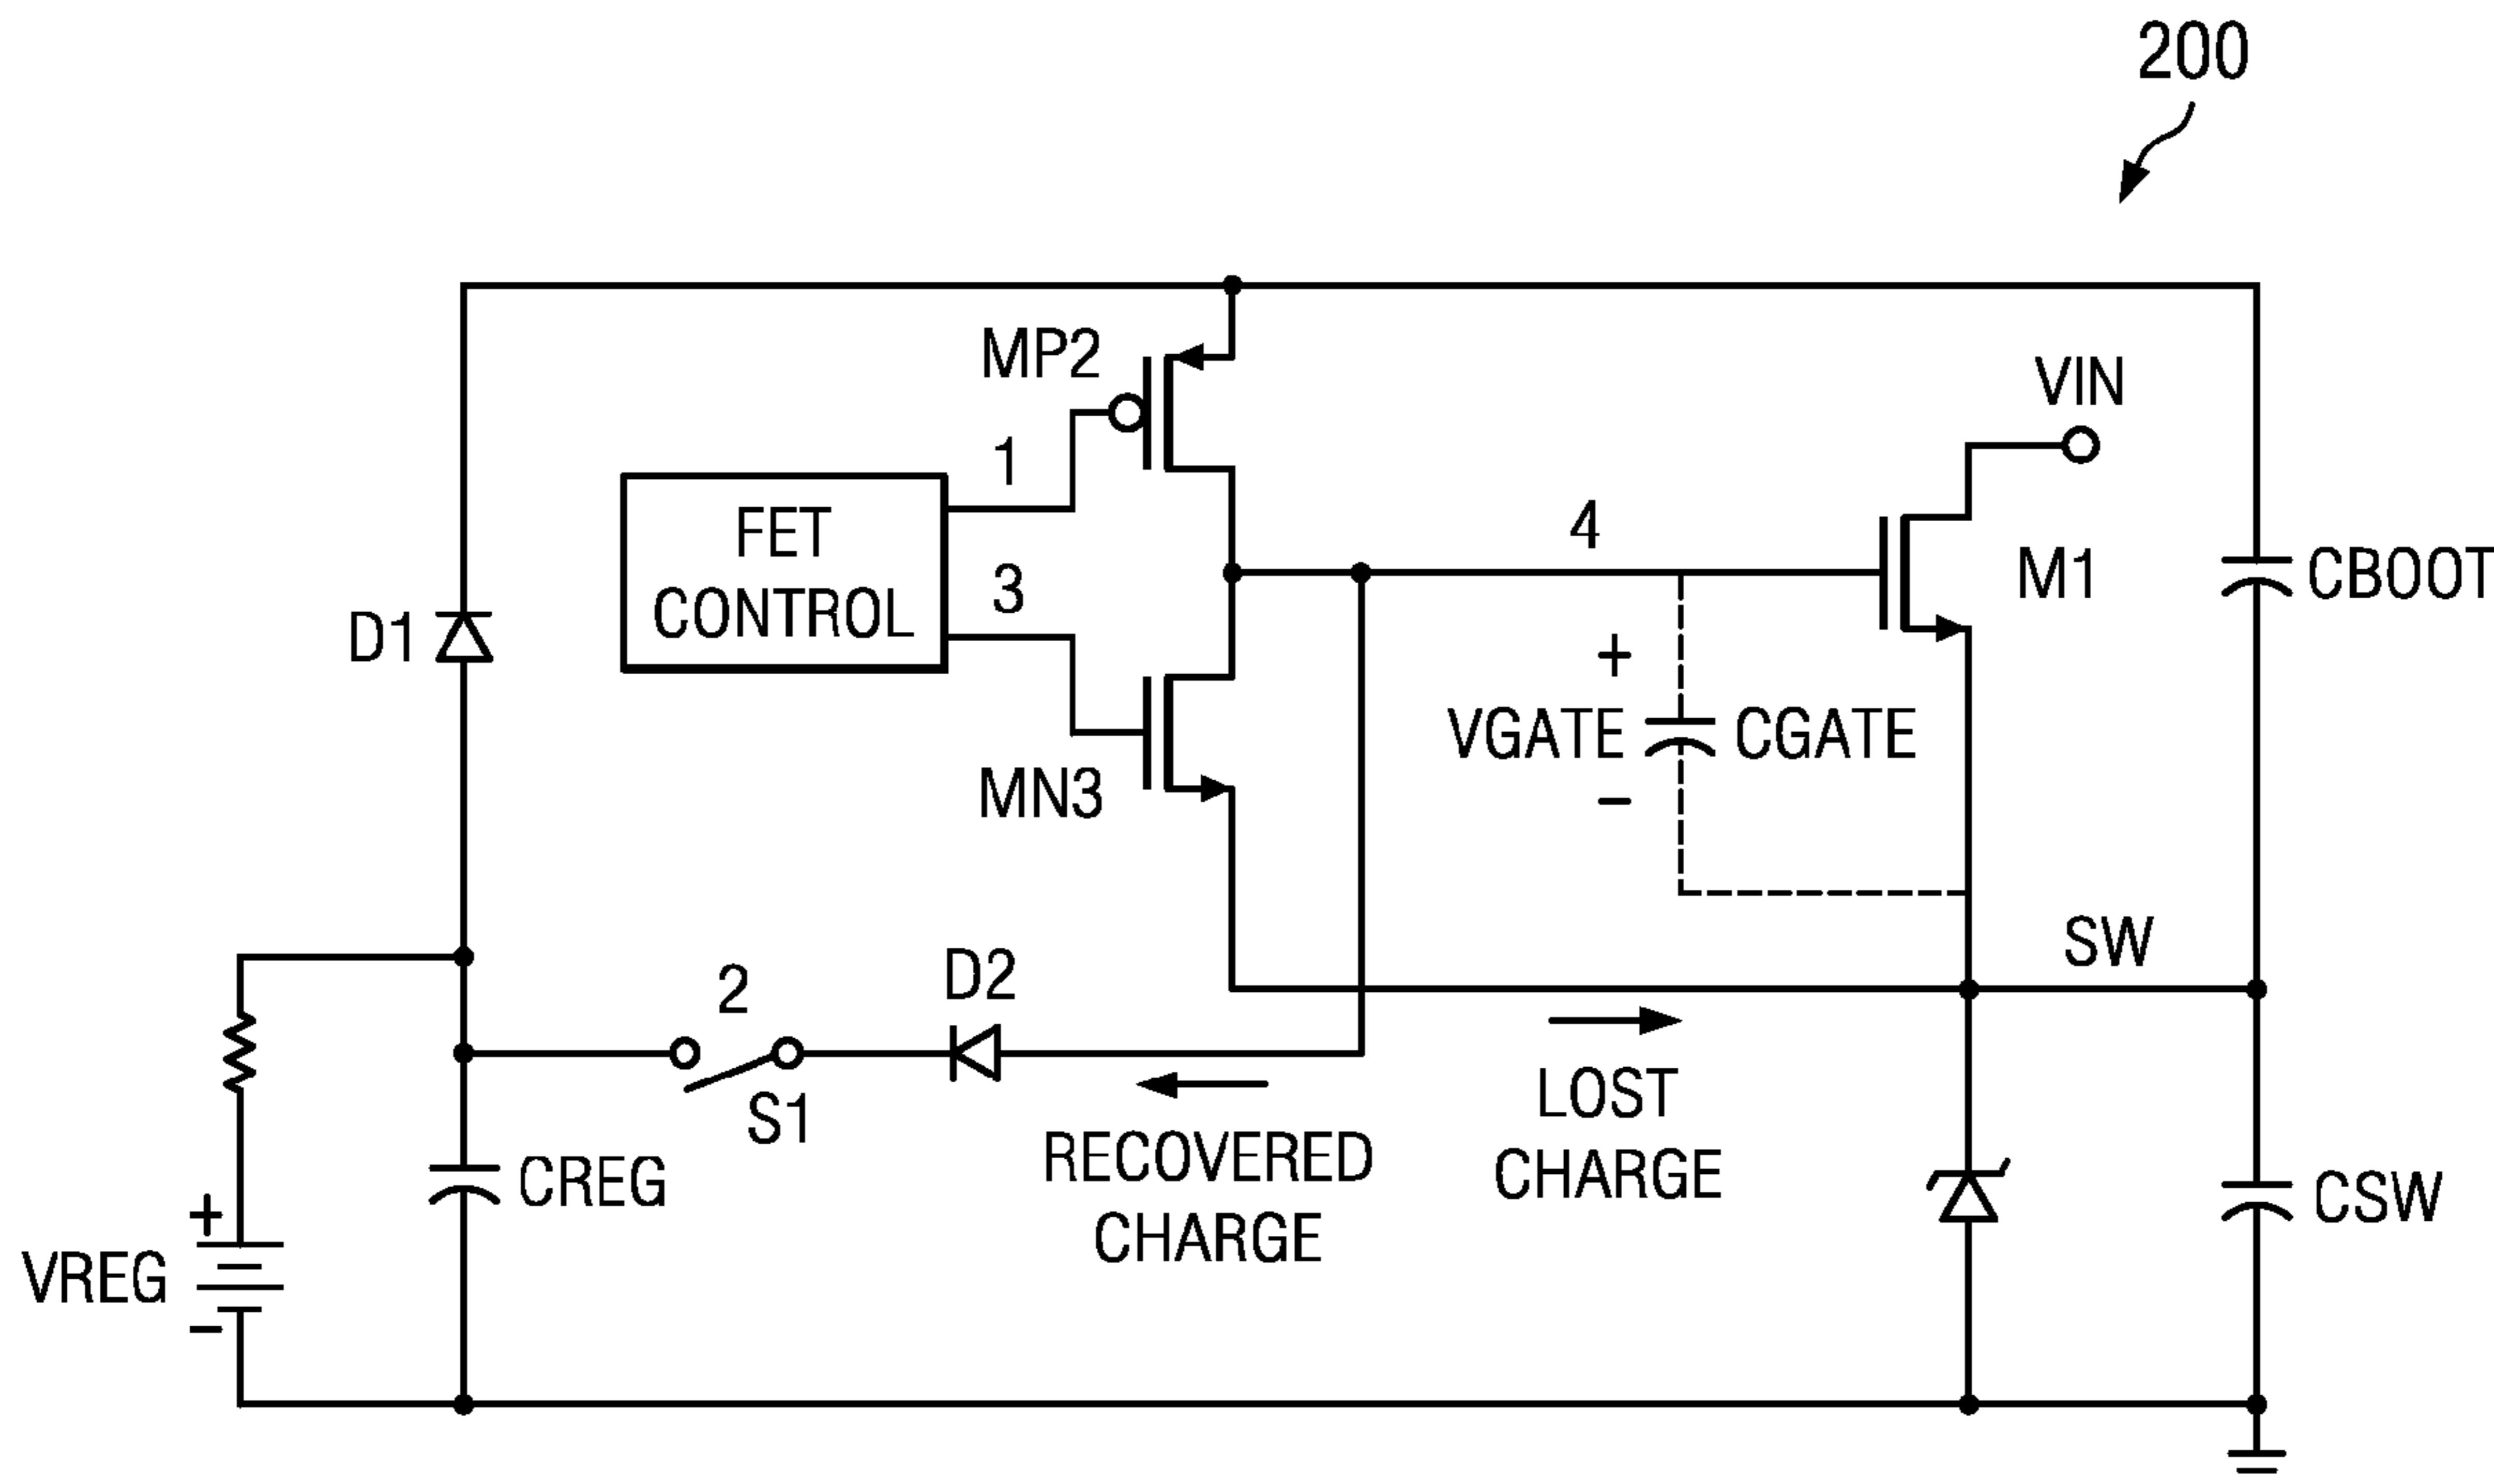 200
MP2
VIN
1
FET
CONTROL
3
4
M1
CBOOT
D1
+
VGATE
CGATE
-
MN3
SW
2
D2
S1
LOST
CHARGE
RECOVERED
CHARGE
CREG
CSW
+
VREG
-